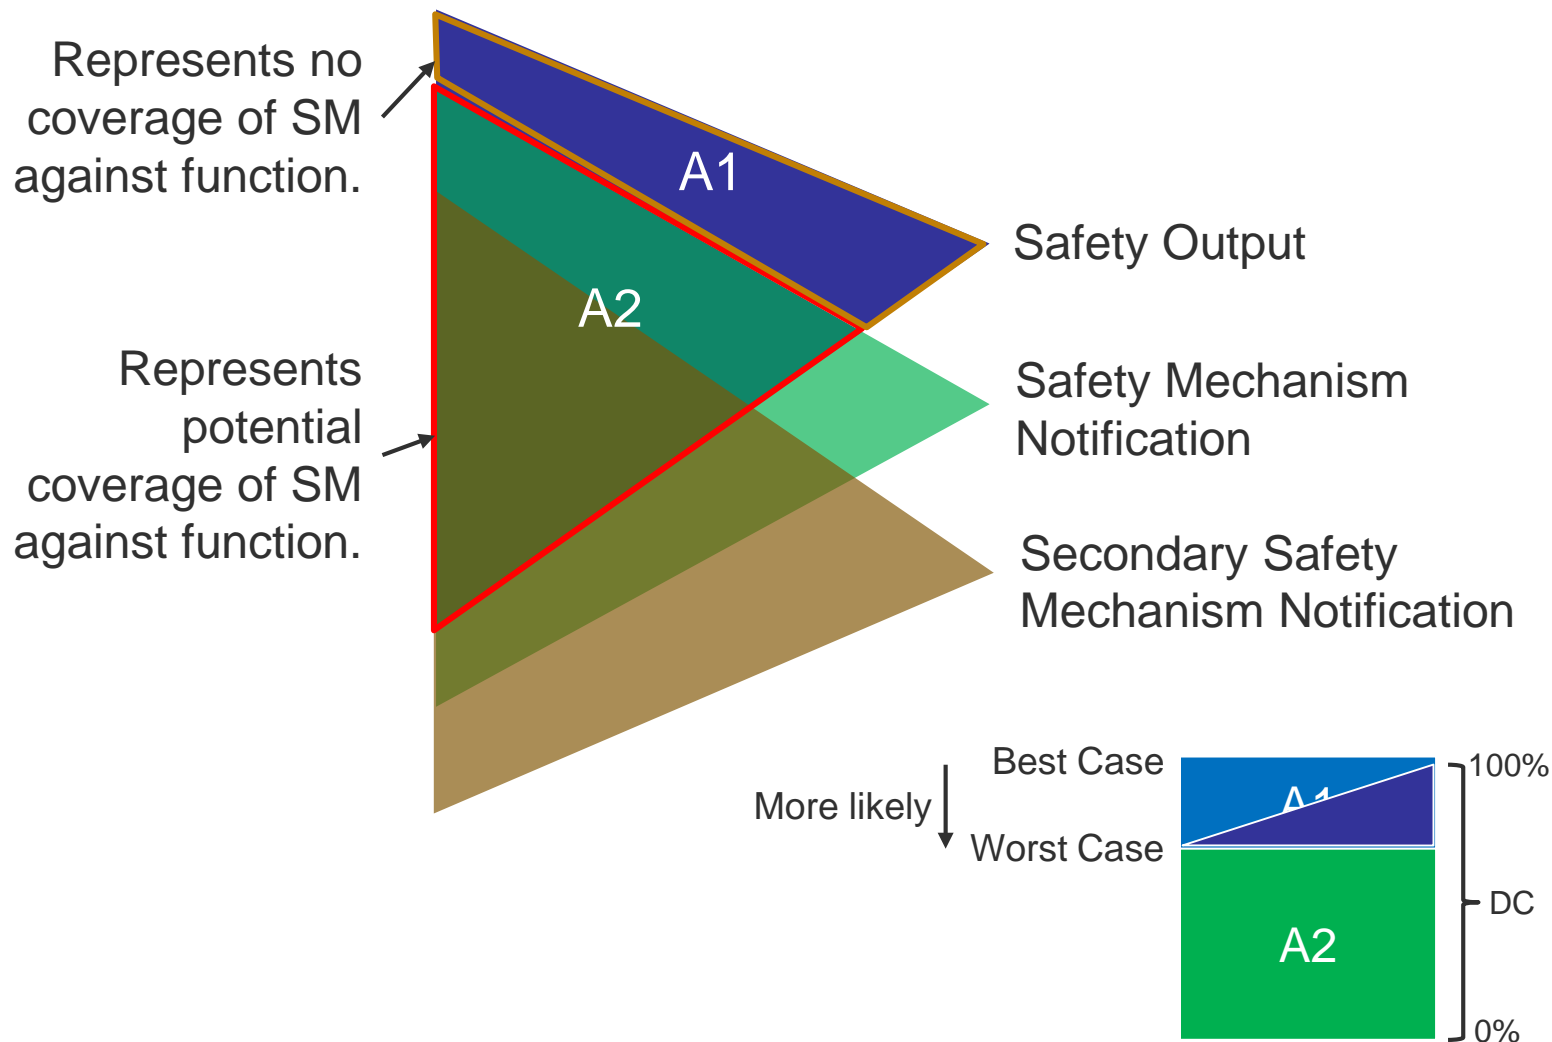 Represents no
coverage of SM
against function.
A1
Safety Output
A2
Represents
potential
coverage of SM
against function.
Safety Mechanism
Notification
Secondary Safety
Mechanism Notification
Best Case
A1
100%
More likely
Worst Case
DC
A2
0%